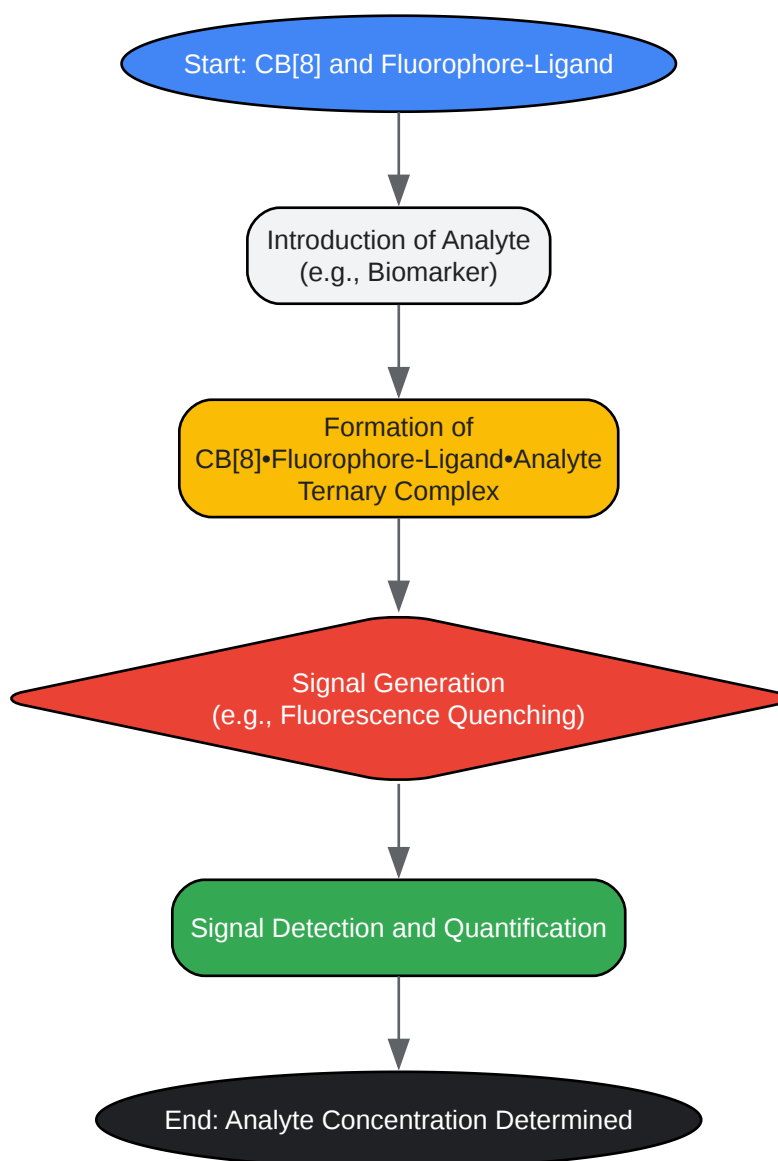 Start: CB[8] and Fluorophore-Ligand
Introduction of Analyte
(e.g., Biomarker)
Formation of
CB[8]•Fluorophore-Ligand•Analyte
Ternary Complex
Signal Generation
(e.g., Fluorescence Quenching)
Signal Detection and Quantification
End: Analyte Concentration Determined